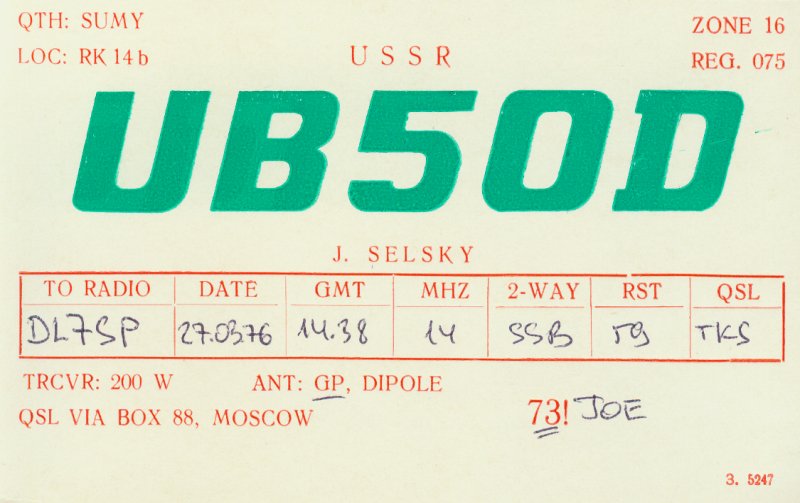 QTH: SUMY
ZONE 16
LOC: RK 14 b
USSR
REG. 075
UB5OD
J. SELSKY
TO RADIO DATE GMT MHZ 2-WAY RST QSL
DL7SP 27.03.76 14.38 14 SSB 59 TKS
TRCVR: 200 W ANT: GP, DIPOLE
QSL VIA BOX 88, MOSCOW
73! JOE
З. 5247